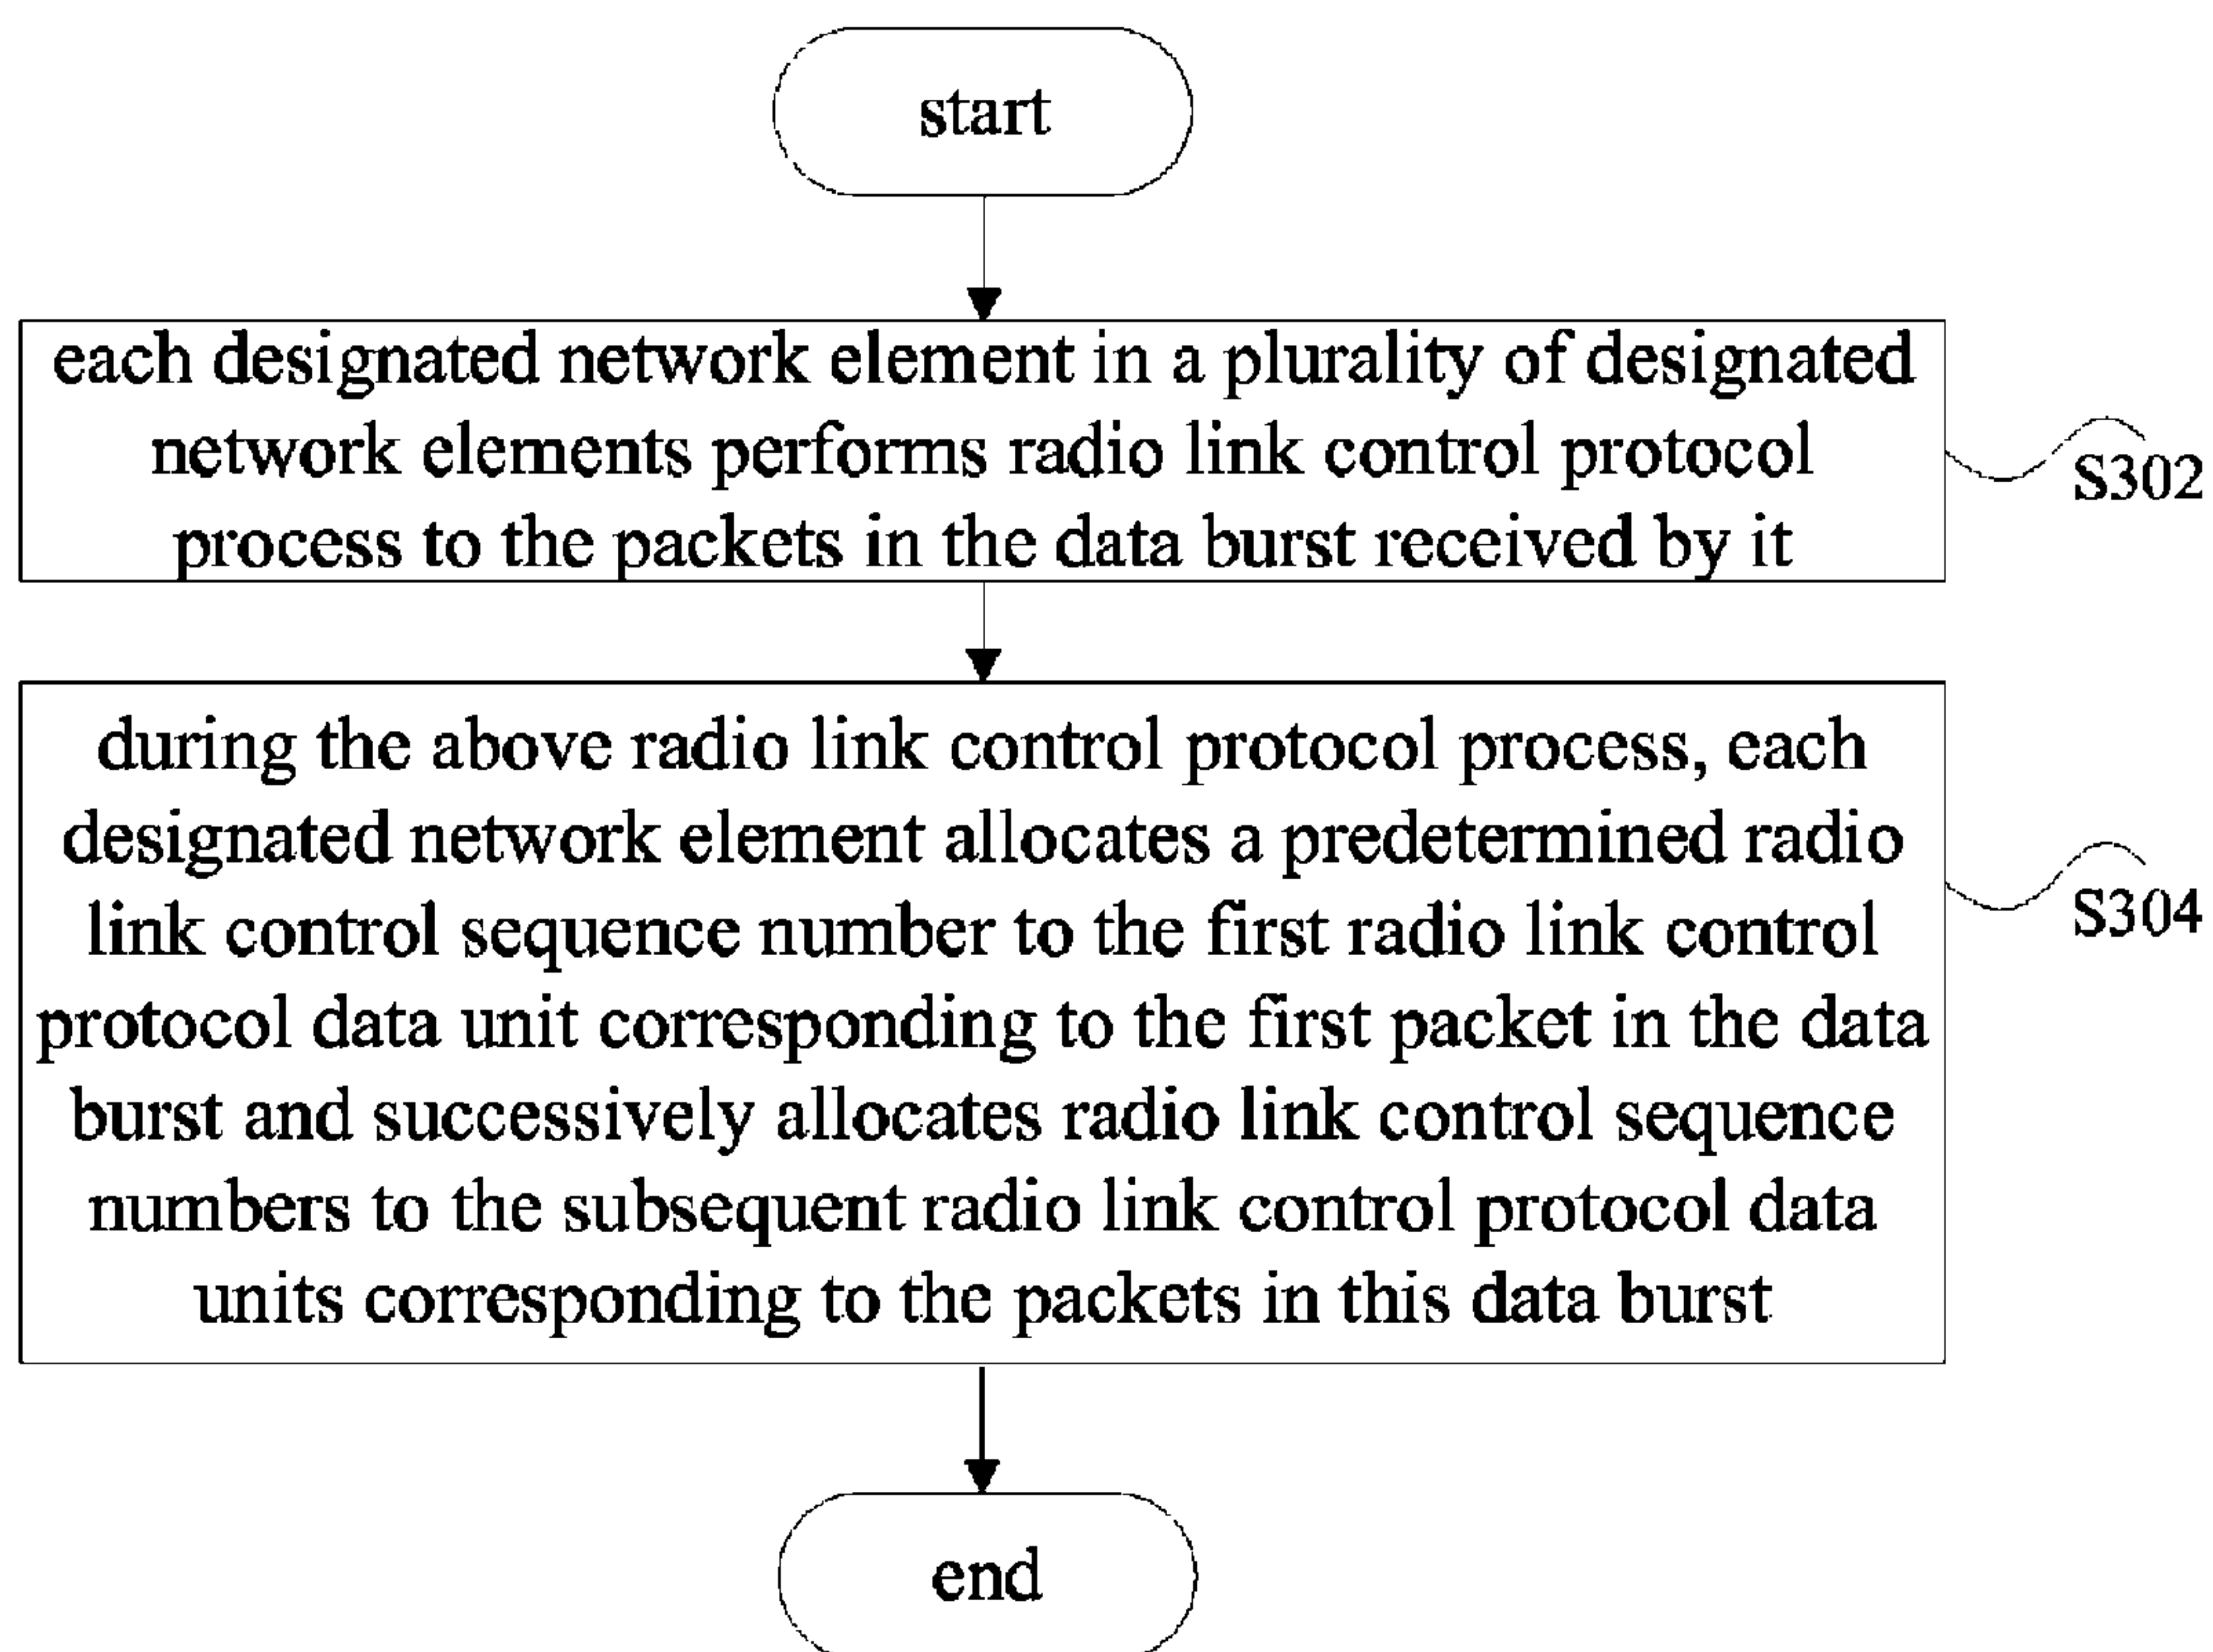 start
each designated network element in a plurality of designated
network elements performs radio link control protocol
process to the packets in the data burst received by it
S302
during the above radio link control protocol process, each
designated network element allocates a predetermined radio
link control sequence number to the first radio link control
protocol data unit corresponding to the first packet in the data
burst and successively allocates radio link control sequence
numbers to the subsequent radio link control protocol data
units corresponding to the packets in this data burst
S304
end